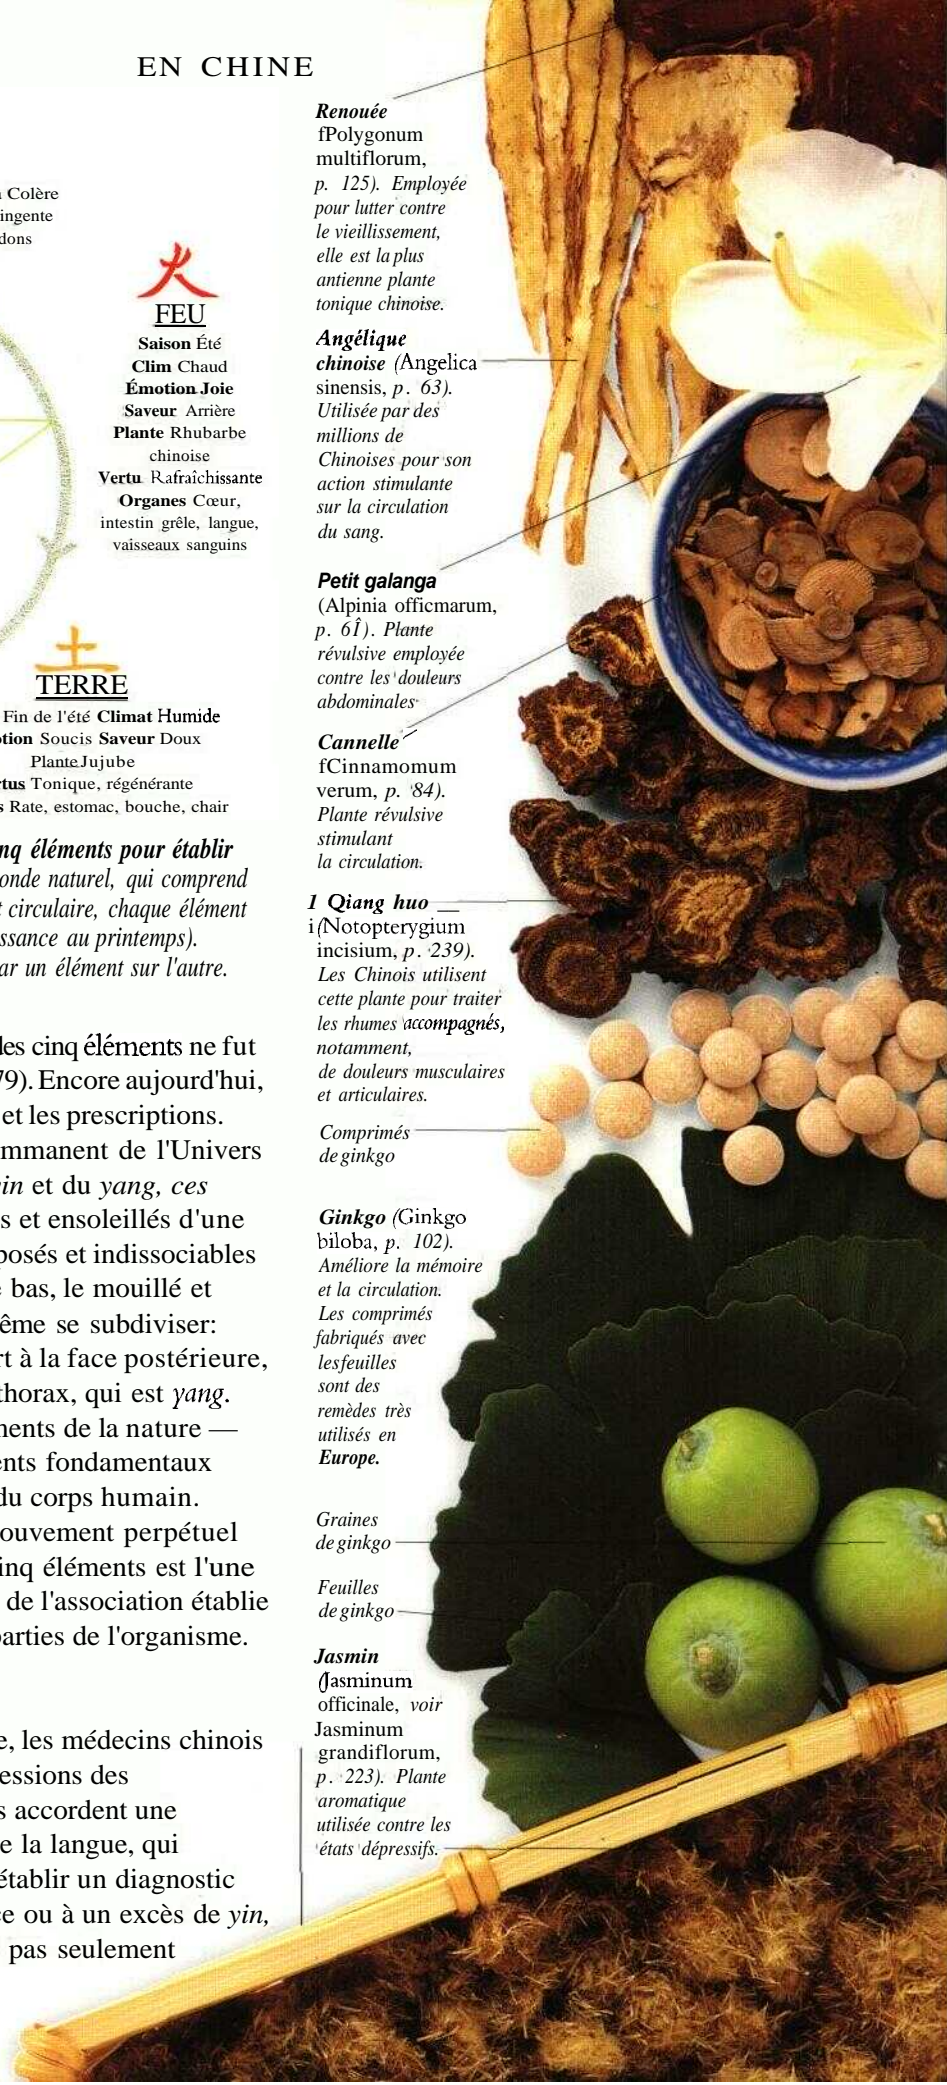 EN CHINE
Colère
ingente
dons
火
FEU
Saison Été
Clim Chaud
Émotion Joie
Saveur Arrière
Plante Rhubarbe
chinoise
Vertu Rafraîchissante
Organes Cœur,
intestin grêle, langue,
vaisseaux sanguins
土
TERRE
Fin de l'été Climat Humide
otion Soucis Saveur Doux
Plante Jujube
rtus Tonique, régénérante
s Rate, estomac, bouche, chair
nq éléments pour établir
onde naturel, qui comprend
t circulaire, chaque élément
ssance au printemps).
ar un élément sur l'autre.
des cinq éléments ne fut
79). Encore aujourd'hui,
et les prescriptions.
mmanent de l'Univers
in et du yang, ces
s et ensoleillés d'une
posés et indissociables
e bas, le mouillé et
ême se subdiviser:
rt à la face postérieure,
thorax, qui est yang.
ments de la nature —
ents fondamentaux
du corps humain.
ouvement perpétuel
inq éléments est l'une
de l'association établie
parties de l'organisme.
e, les médecins chinois
essions des
s accordent une
e la langue, qui
établir un diagnostic
ce ou à un excès de yin,
pas seulement
Renouée
fPolygonum
multiflorum,
p. 125). Employée
pour lutter contre
le vieillissement,
elle est la plus
antienne plante
tonique chinoise.
Angélique
chinoise (Angelica
sinensis, p. 63).
Utilisée par des
millions de
Chinoises pour son
action stimulante
sur la circulation
du sang.
Petit galanga
(Alpinia officmarum,
p. 6Î). Plante
révulsive employée
contre les douleurs
abdominales
Cannelle
fCinnamomum
verum, p. 84).
Plante révulsive
stimulant
la circulation.
1 Qiang huo __
i(Notopterygium
incisium, p. 239).
Les Chinois utilisent
cette plante pour traiter
les rhumes accompagnés,
notamment,
de douleurs musculaires
et articulaires.
Comprimés
de ginkgo
Ginkgo (Ginkgo
biloba, p. 102).
Améliore la mémoire
et la circulation.
Les comprimés
fabriqués avec
lesfeuilles
sont des
remèdes très
utilisés en
Europe.
Graines
de ginkgo
Feuilles
de ginkgo
Jasmin
(Jasminum
officinale, voir
Jasminum
grandiflorum,
p. 223). Plante
aromatique
utilisée contre les
états dépressifs.